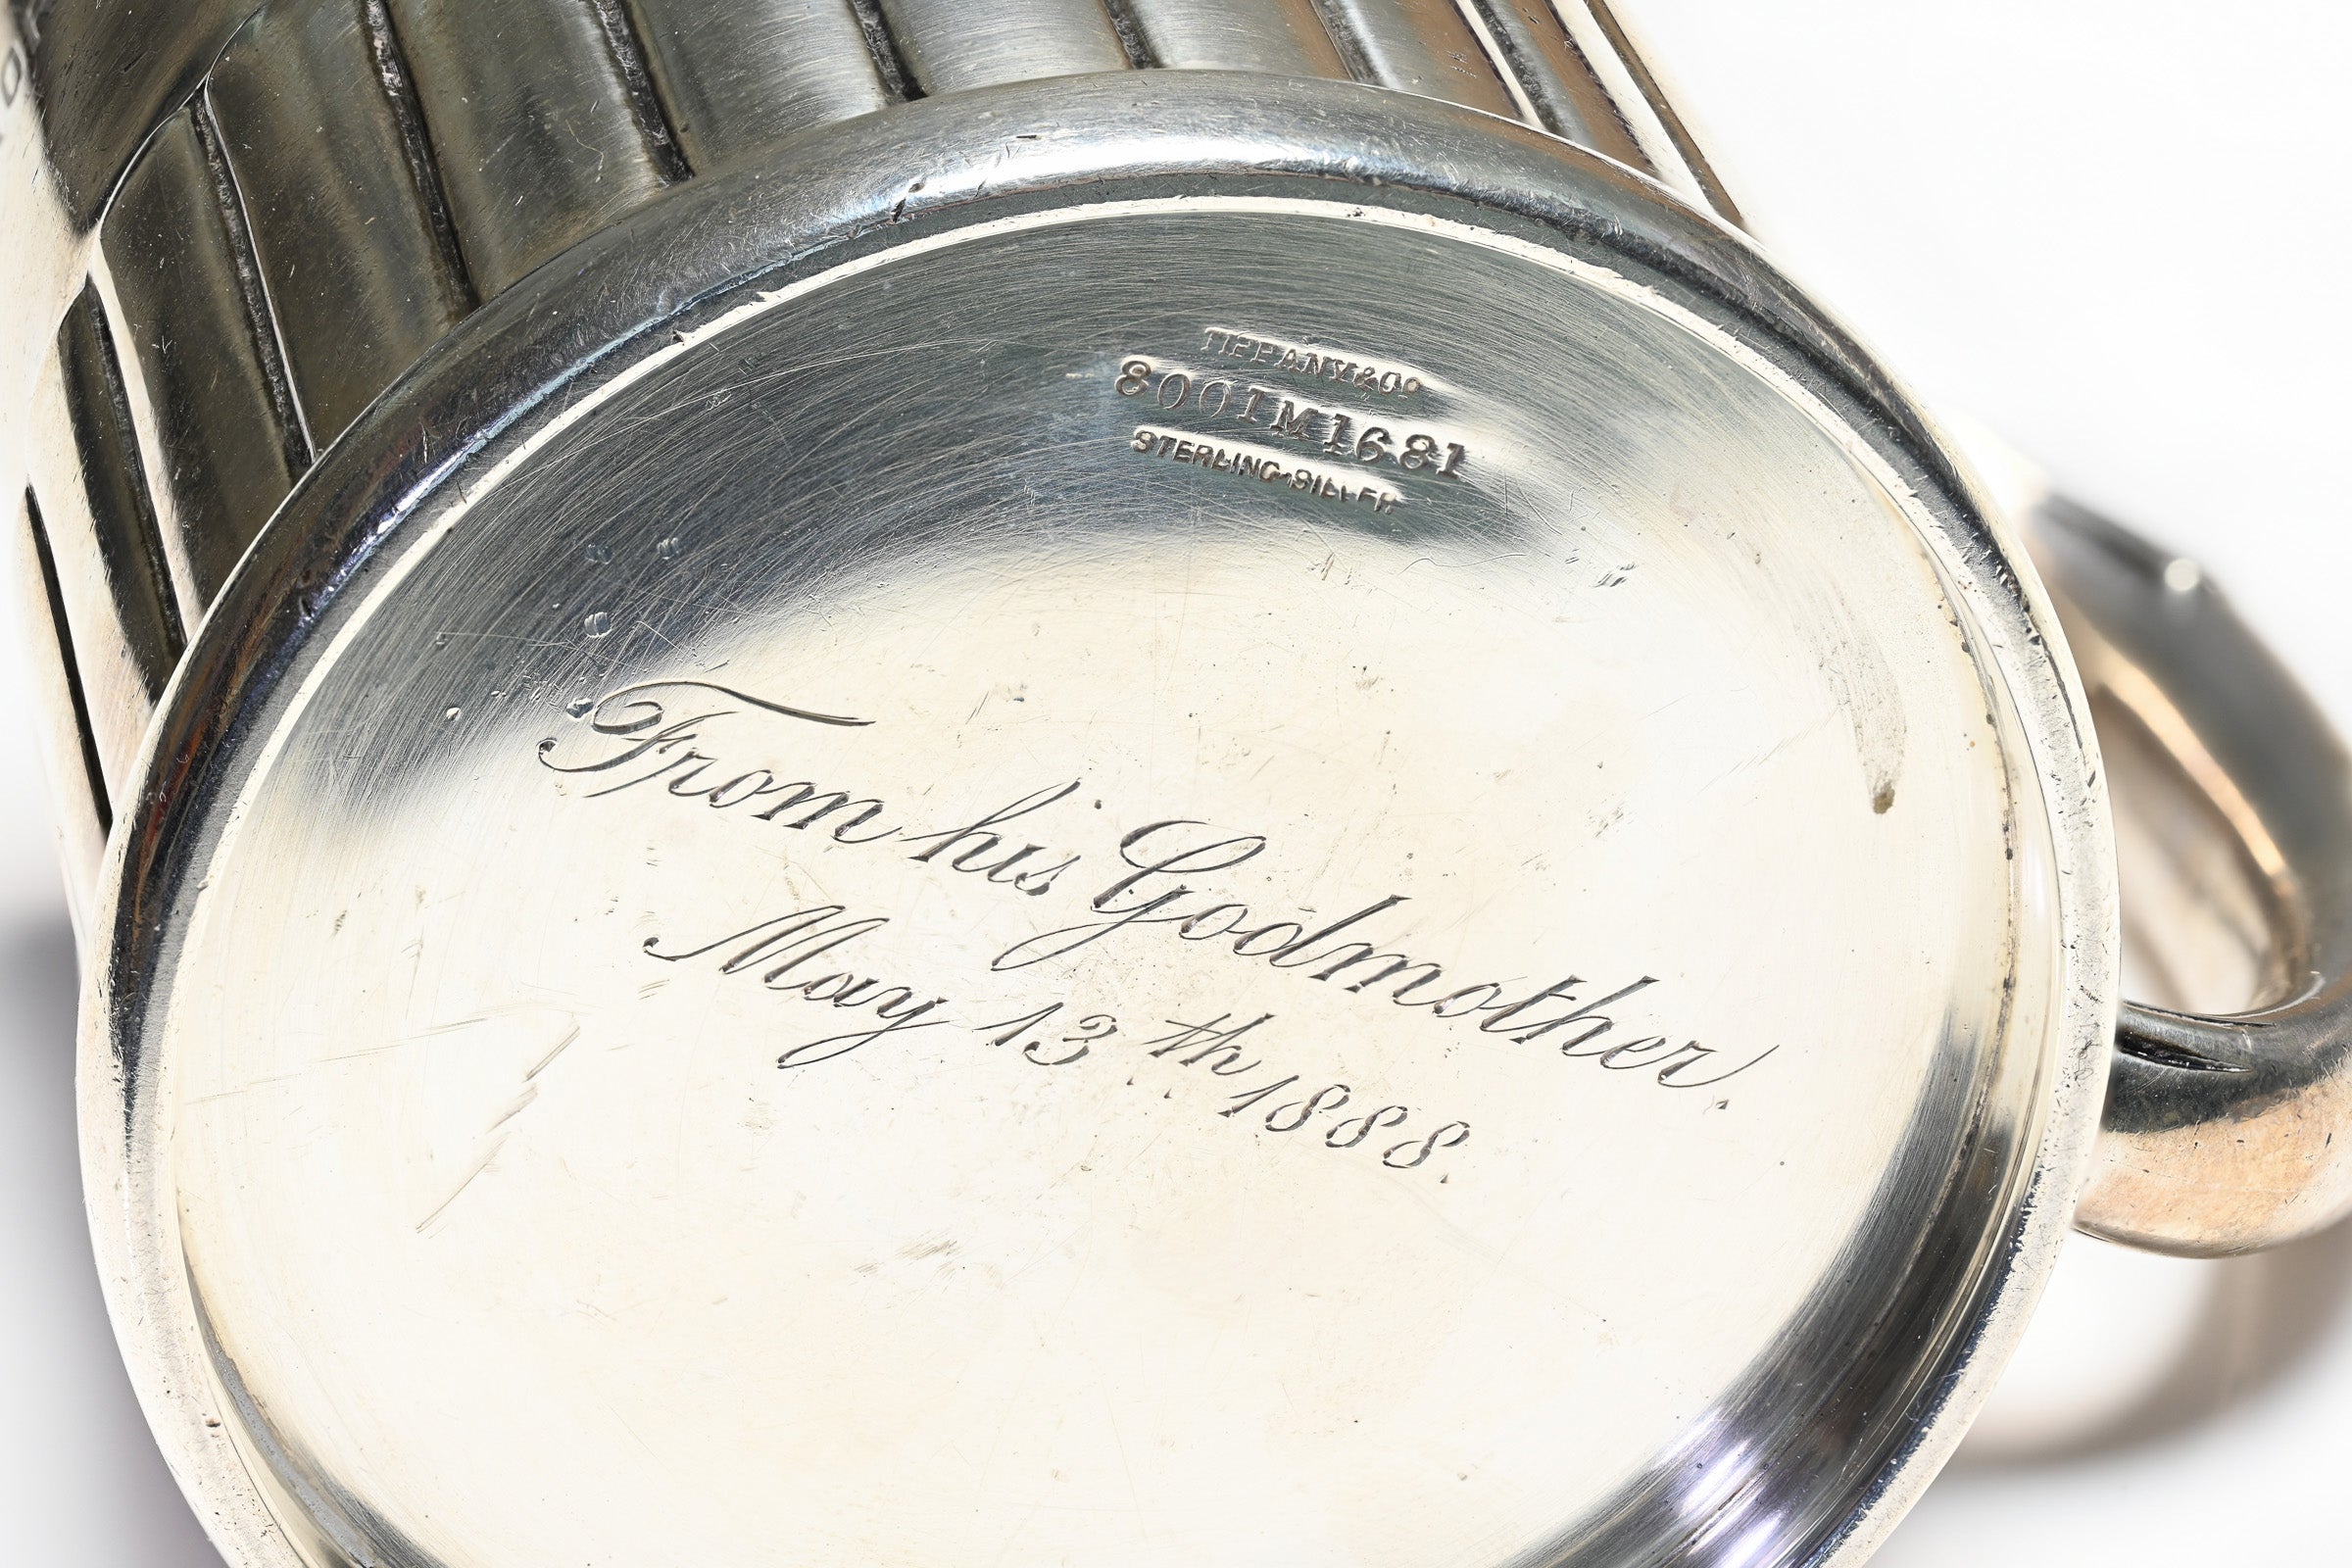 TIFFANY & CO
8001M1681
STERLING-SILVER
From his Godmother.
May 13th 1888.